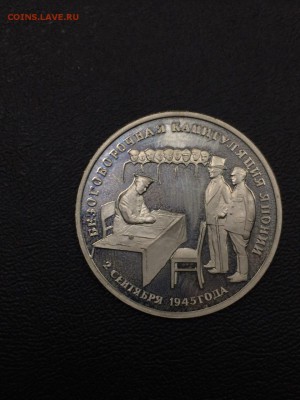 COINS.LAVE.RU
БЕЗОГОВОРОЧНАЯ КАПИТУЛЯЦИЯ ЯПОНИИ
2 СЕНТЯБРЯ 1945 ГОДА